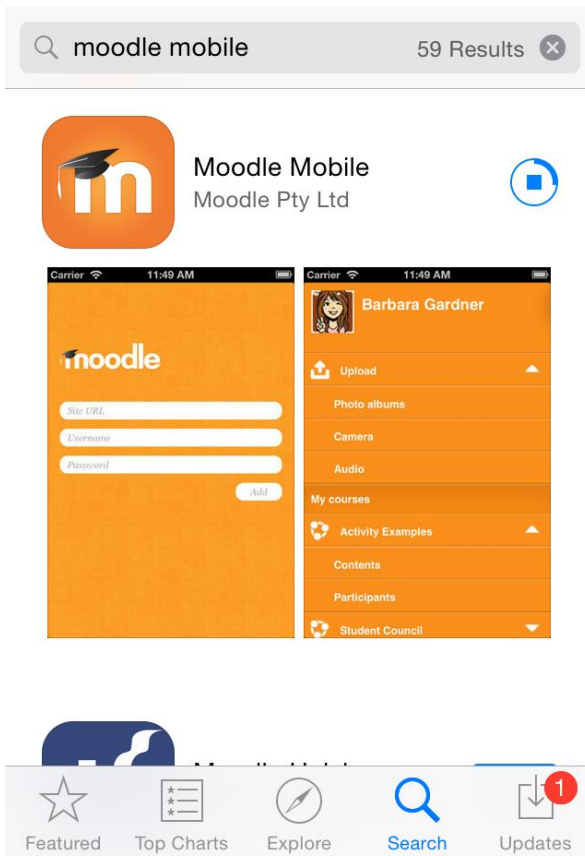 moodle mobile 59 Results
m
Moodle Mobile
Moodle Pty Ltd
Carrier 11:49 AM
moodle
Site URL
Username
Password
Add
Carrier 11:49 AM
Barbara Gardner
Upload
Photo albums
Camera
Audio
My courses
Activity Examples
Contents
Participants
Student Council
1
Featured Top Charts Explore Search Updates